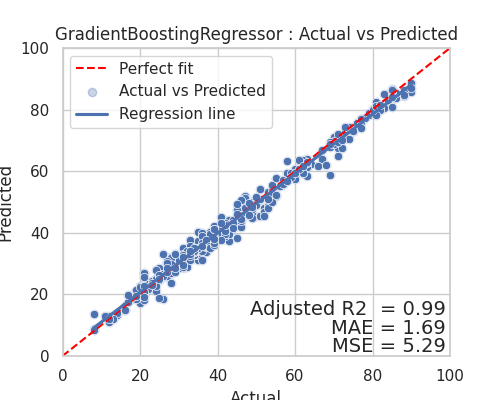 GradientBoostingRegressor : Actual vs Predicted
100
80
60
40
20
0
Predicted
Perfect fit
Actual vs Predicted
Regression line
Adjusted R2 = 0.99
MAE = 1.69
MSE = 5.29
0 20 40 60 80 100
Actual